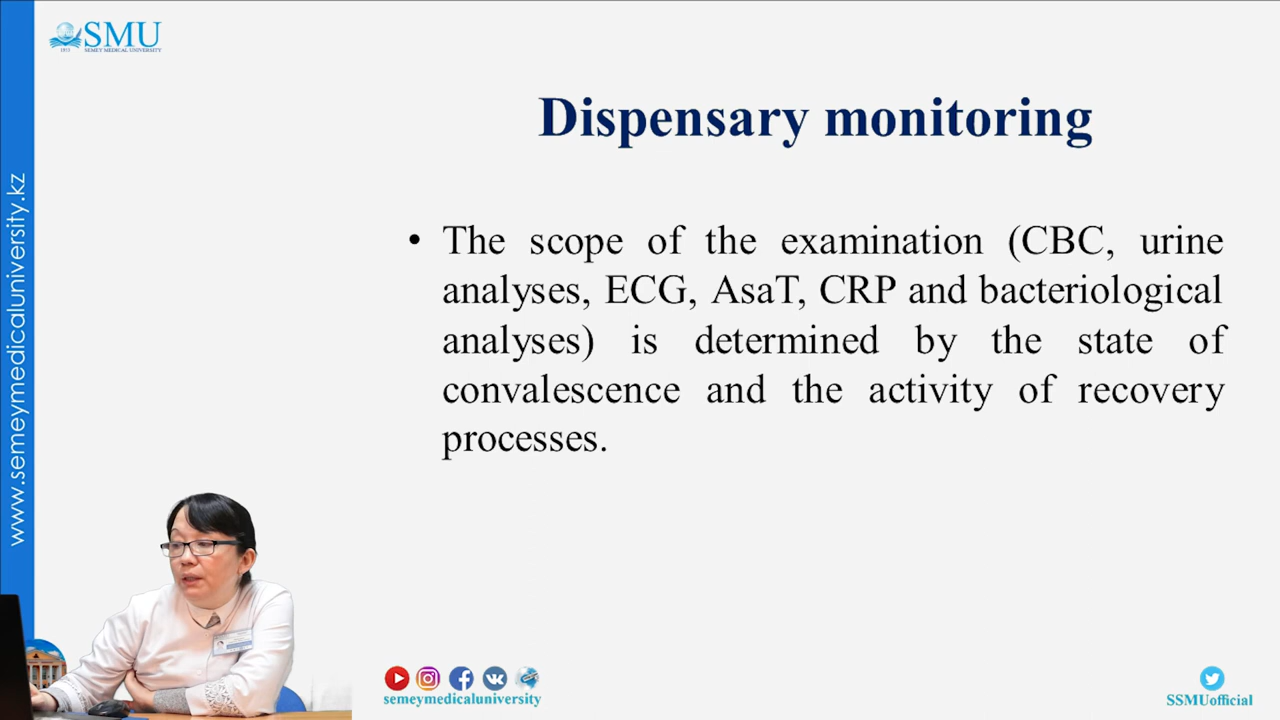 SMU
1953
SEMEY MEDICAL UNIVERSITY
www.semeymedicaluniversity.kz
Dispensary monitoring
• The scope of the examination (CBC, urine
analyses, ECG, AsaT, CRP and bacteriological
analyses) is determined by the state of
convalescence and the activity of recovery
processes.
semeymedicaluniversity
SSMUofficial